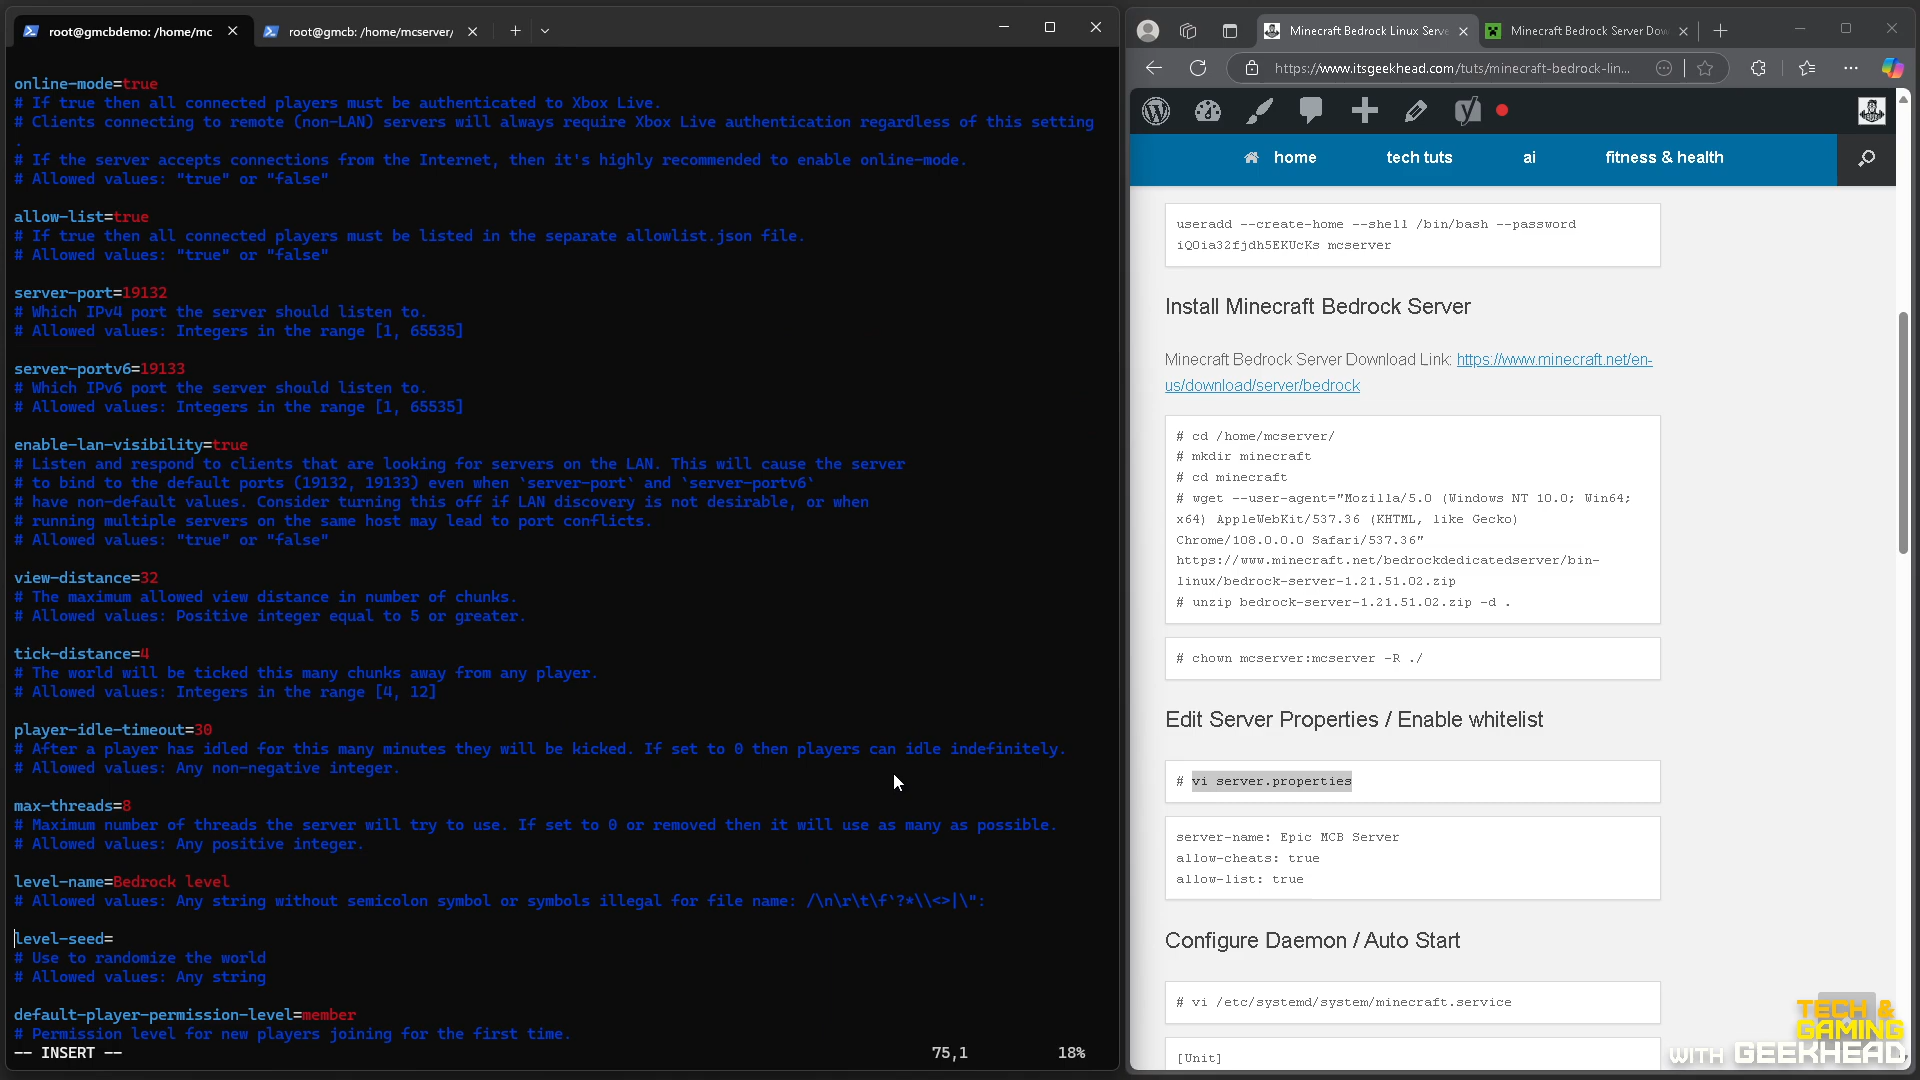 root@gmcbdemo: /home/mc
root@gmcb: /home/mcserver/
online-mode=true
# If true then all connected players must be authenticated to Xbox Live.
# Clients connecting to remote (non-LAN) servers will always require Xbox Live authentication regardless of this setting
.
# If the server accepts connections from the Internet, then it's highly recommended to enable online-mode.
# Allowed values: "true" or "false"
allow-list=true
# If true then all connected players must be listed in the separate allowlist.json file.
# Allowed values: "true" or "false"
server-port=19132
# Which IPv4 port the server should listen to.
# Allowed values: Integers in the range [1, 65535]
server-portv6=19133
# Which IPv6 port the server should listen to.
# Allowed values: Integers in the range [1, 65535]
enable-lan-visibility=true
# Listen and respond to clients that are looking for servers on the LAN. This will cause the server
# to bind to the default ports (19132, 19133) even when `server-port` and `server-portv6`
# have non-default values. Consider turning this off if LAN discovery is not desirable, or when
# running multiple servers on the same host may lead to port conflicts.
# Allowed values: "true" or "false"
view-distance=32
# The maximum allowed view distance in number of chunks.
# Allowed values: Positive integer equal to 5 or greater.
tick-distance=4
# The world will be ticked this many chunks away from any player.
# Allowed values: Integers in the range [4, 12]
player-idle-timeout=30
# After a player has idled for this many minutes they will be kicked. If set to 0 then players can idle indefinitely.
# Allowed values: Any non-negative integer.
max-threads=8
# Maximum number of threads the server will try to use. If set to 0 or removed then it will use as many as possible.
# Allowed values: Any positive integer.
level-name=Bedrock level
# Allowed values: Any string without semicolon symbol or symbols illegal for file name: /\n\r\t\f`?*\\<>|\":
level-seed=
# Use to randomize the world
# Allowed values: Any string
default-player-permission-level=member
# Permission level for new players joining for the first time.
-- INSERT -- 75,1 18%
Minecraft Bedrock Linux Serve
Minecraft Bedrock Server Dow
https://www.itsgeekhead.com/tuts/minecraft-bedrock-lin...
home tech tuts ai fitness & health
useradd --create-home --shell /bin/bash --password
iQOia32fjdh5EKUcKs mcserver
Install Minecraft Bedrock Server
Minecraft Bedrock Server Download Link: https://www.minecraft.net/en-
us/download/server/bedrock
# cd /home/mcserver/
# mkdir minecraft
# cd minecraft
# wget --user-agent="Mozilla/5.0 (Windows NT 10.0; Win64;
x64) AppleWebKit/537.36 (KHTML, like Gecko)
Chrome/108.0.0.0 Safari/537.36"
https://www.minecraft.net/bedrockdedicatedserver/bin-
linux/bedrock-server-1.21.51.02.zip
# unzip bedrock-server-1.21.51.02.zip -d .
# chown mcserver:mcserver -R ./
Edit Server Properties / Enable whitelist
# vi server.properties
server-name: Epic MCB Server
allow-cheats: true
allow-list: true
Configure Daemon / Auto Start
# vi /etc/systemd/system/minecraft.service
[Unit]
TECH &
GAMING
WITH GEEKHEAD